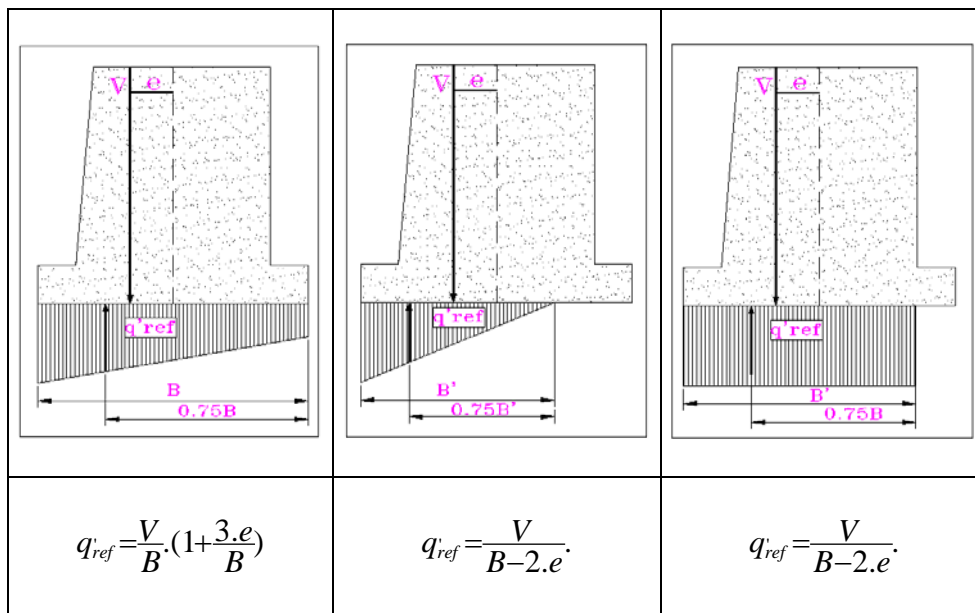 V e
q'ref
B
0.75B
V e
q'ref
B'
0.75B'
V e
q'ref
B'
0.75B
q'ref=V/B.(1+3.e/B)
q'ref=V/B−2.e.
q'ref=V/B−2.e.